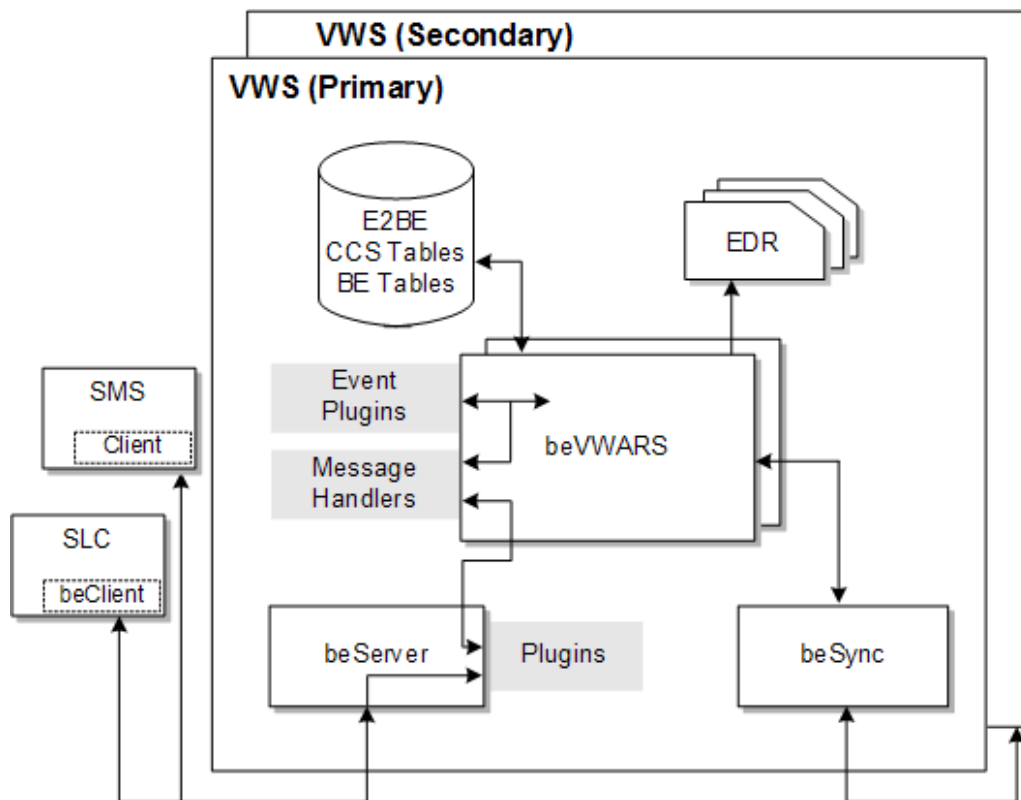 VWS (Secondary)
VWS (Primary)
E2BE
CCS Tables
BE Tables
EDR
Event
Plugins
beVWARS
Message
Handlers
SMS
Client
SLC
beClient
beServer
Plugins
beSync